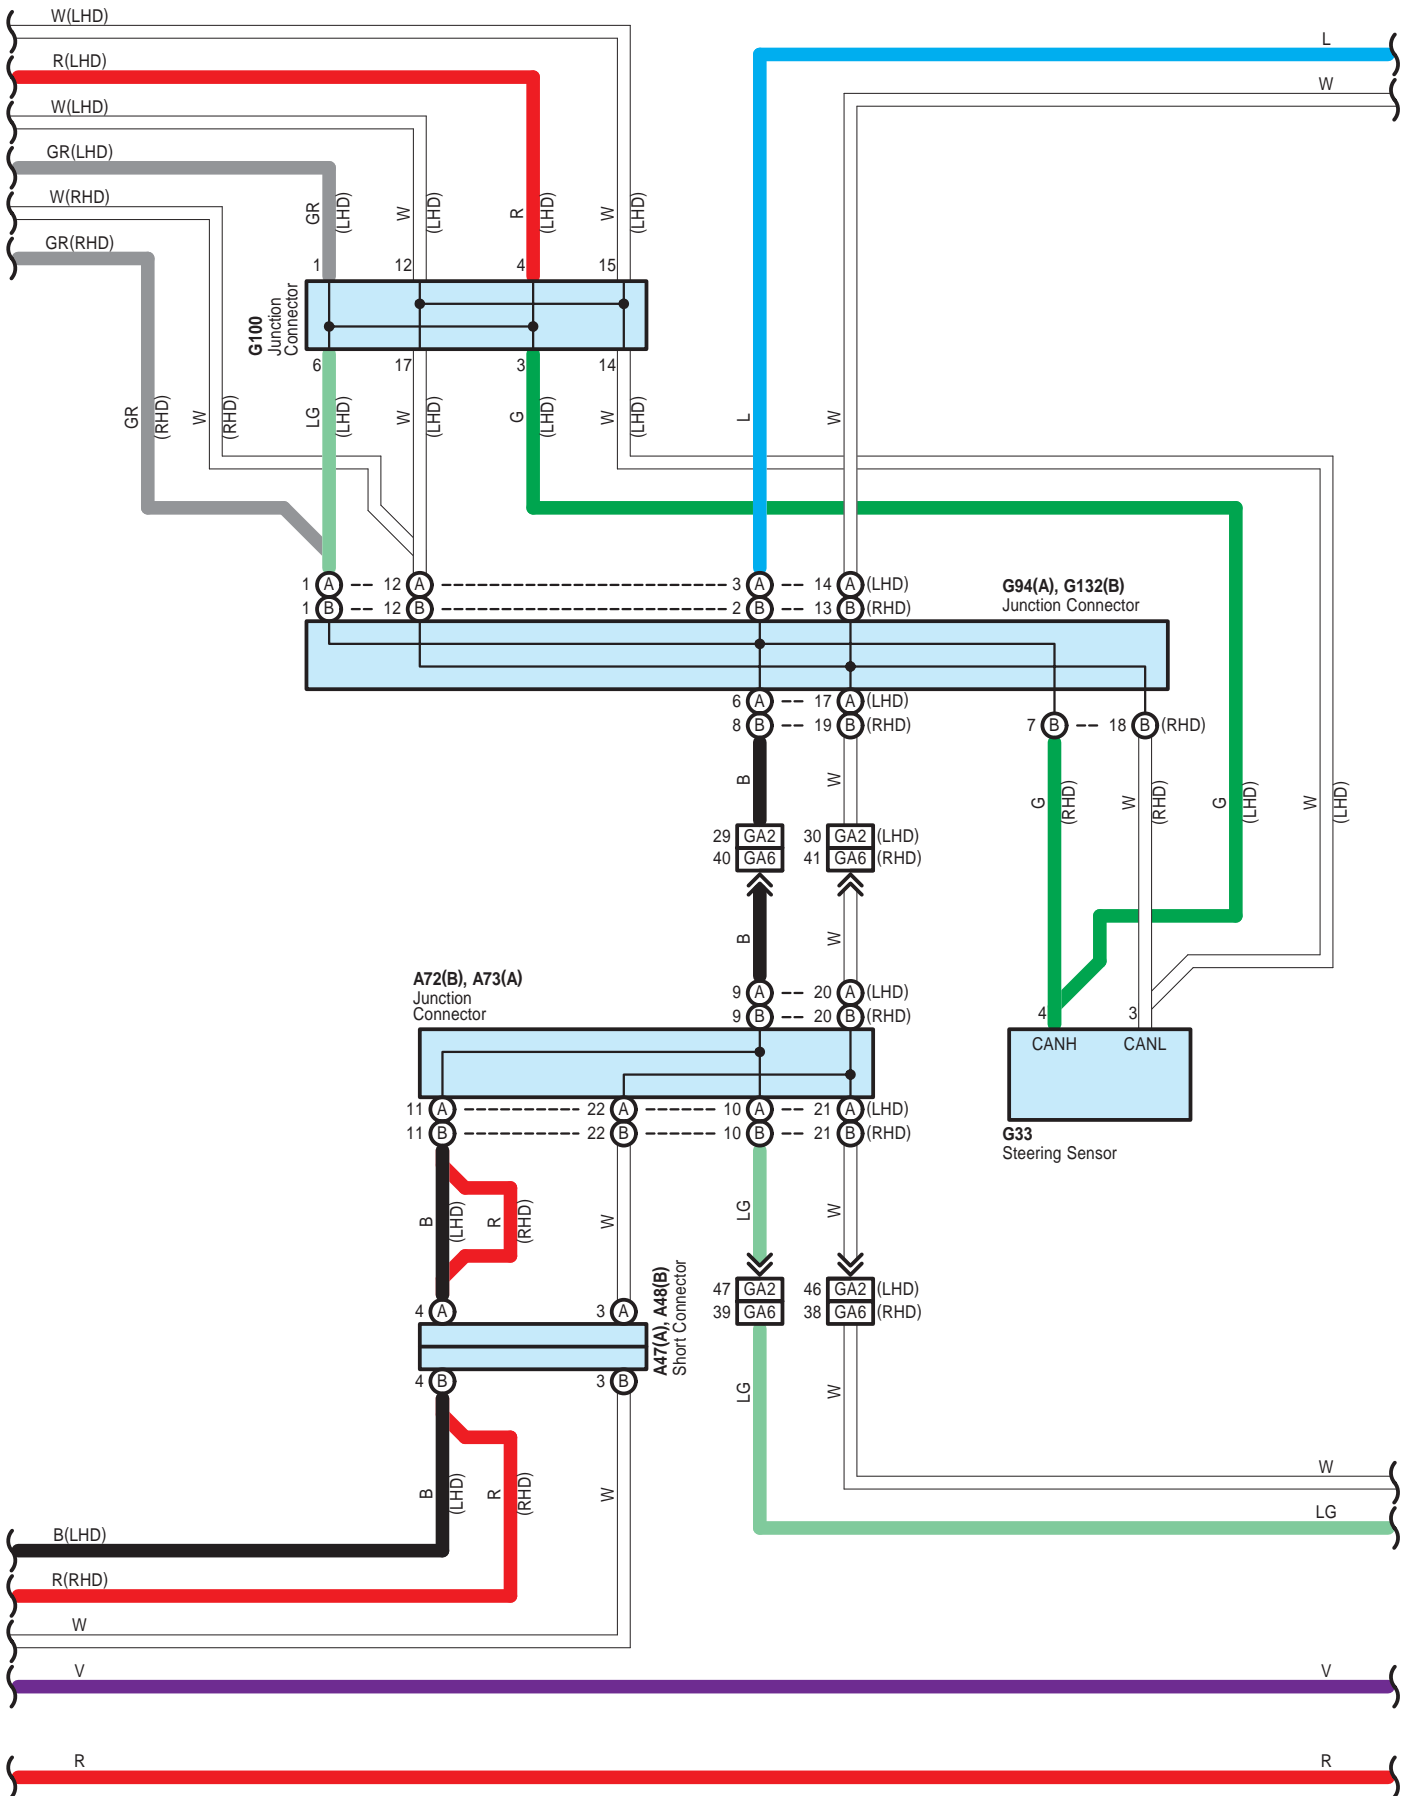 W(LHD)
L
R(LHD)
W
W(LHD)
GR(LHD)
W(RHD)
GR(RHD)
GR
(LHD)
W
(LHD)
R
(LHD)
W
(LHD)
1
12
4
15
G100
Junction
Connector
6
17
3
14
GR
(RHD)
W
(RHD)
LG
(LHD)
W
(LHD)
G
(LHD)
W
(LHD)
L
W
1 A
12 A
3 A
14 A (LHD)
1 B
12 B
2 B
13 B (RHD)
G94(A), G132(B)
Junction Connector
6 A
17 A (LHD)
8 B
19 B (RHD)
7 B
18 B (RHD)
B
W
G
(RHD)
W
(RHD)
G
(LHD)
W
(LHD)
29 GA2
30 GA2 (LHD)
40 GA6
41 GA6 (RHD)
B
W
A72(B), A73(A)
Junction
Connector
9 A
20 A (LHD)
9 B
20 B (RHD)
4
3
CANH
CANL
G33
Steering Sensor
11 A
22 A
10 A
21 A (LHD)
11 B
22 B
10 B
21 B (RHD)
B
(LHD)
R
(RHD)
W
LG
W
47 GA2
46 GA2 (LHD)
39 GA6
38 GA6 (RHD)
4 A
3 A
A47(A), A48(B)
Short Connector
4 B
3 B
LG
W
B
(LHD)
R
(RHD)
W
W
LG
B(LHD)
R(RHD)
W
V
V
R
R